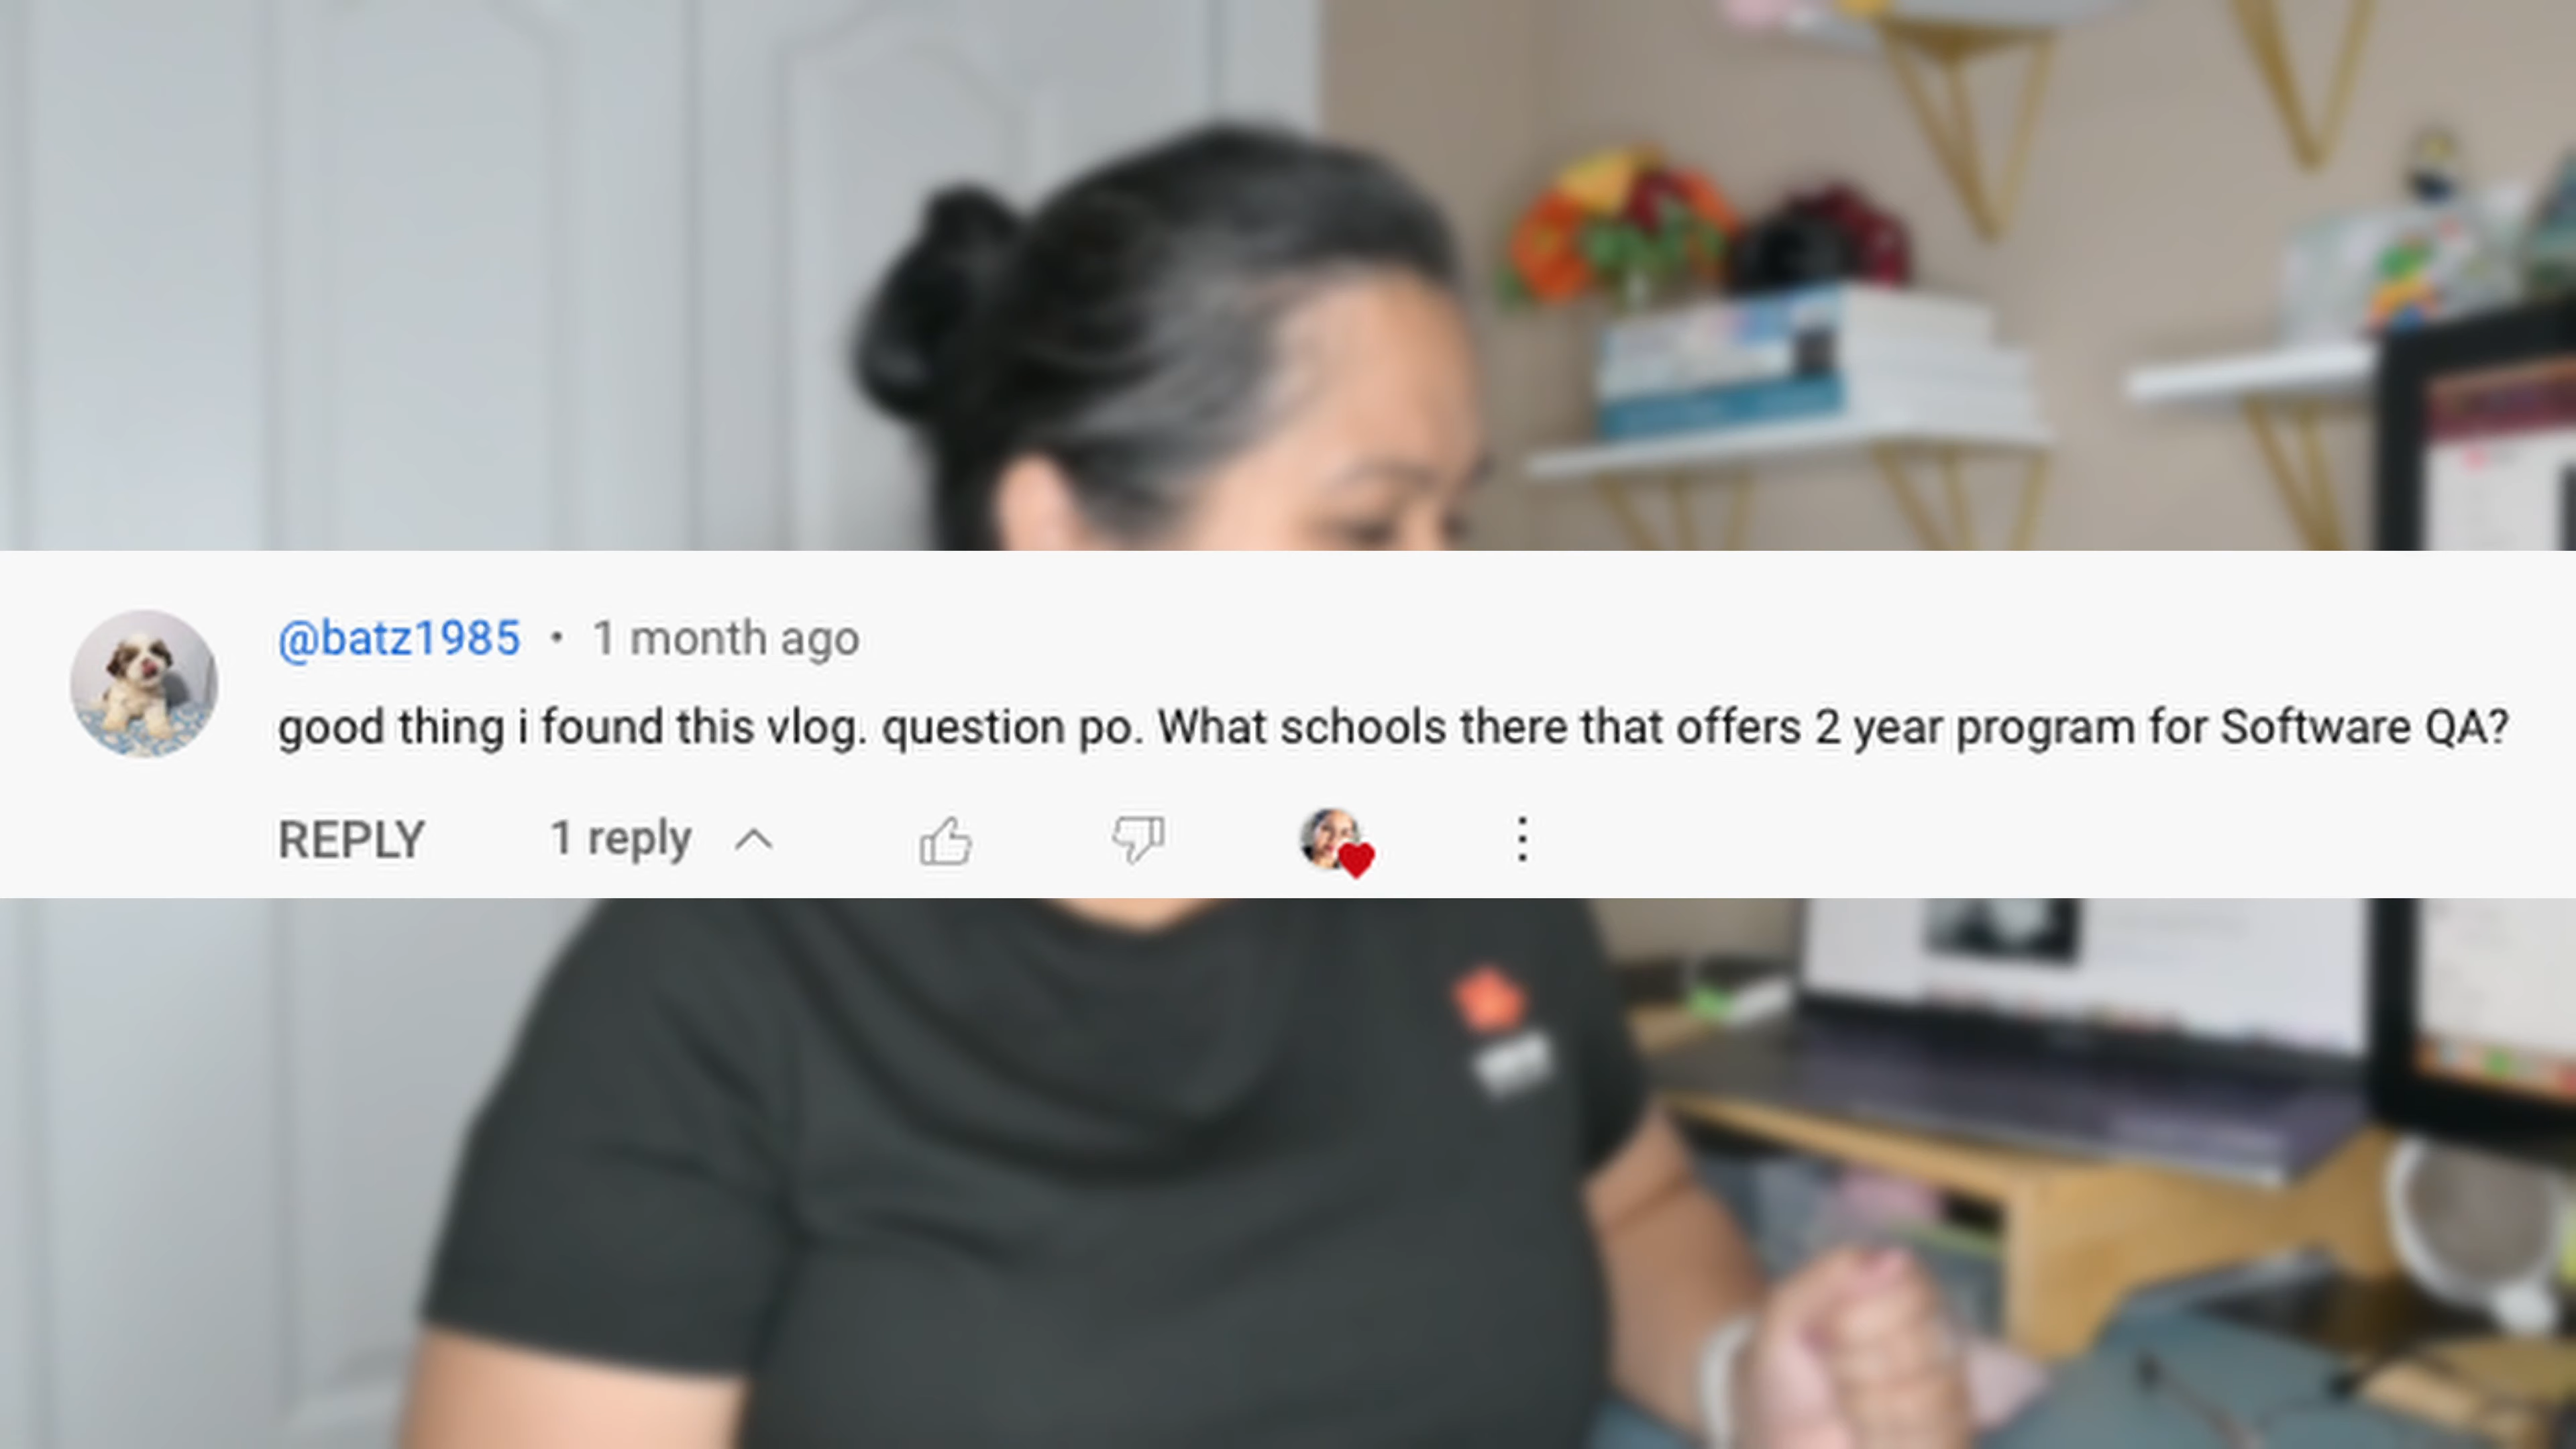 @batz1985 • 1 month ago
good thing i found this vlog. question po. What schools there that offers 2 year program for Software QA?
REPLY 1 reply